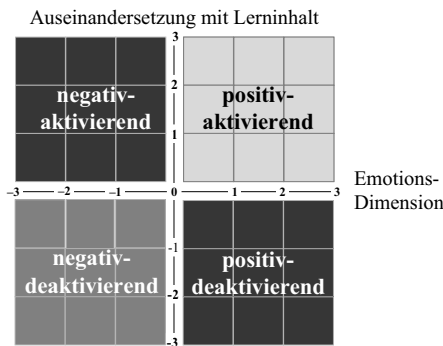 Auseinandersetzung mit Lerninhalt
3
negativ-
aktivierend
positiv-
aktivierend
2
1
–3 –2 –1 0 1 2 3
Emotions-
Dimension
-1
negativ-
deaktivierend
positiv-
deaktivierend
-2
-3